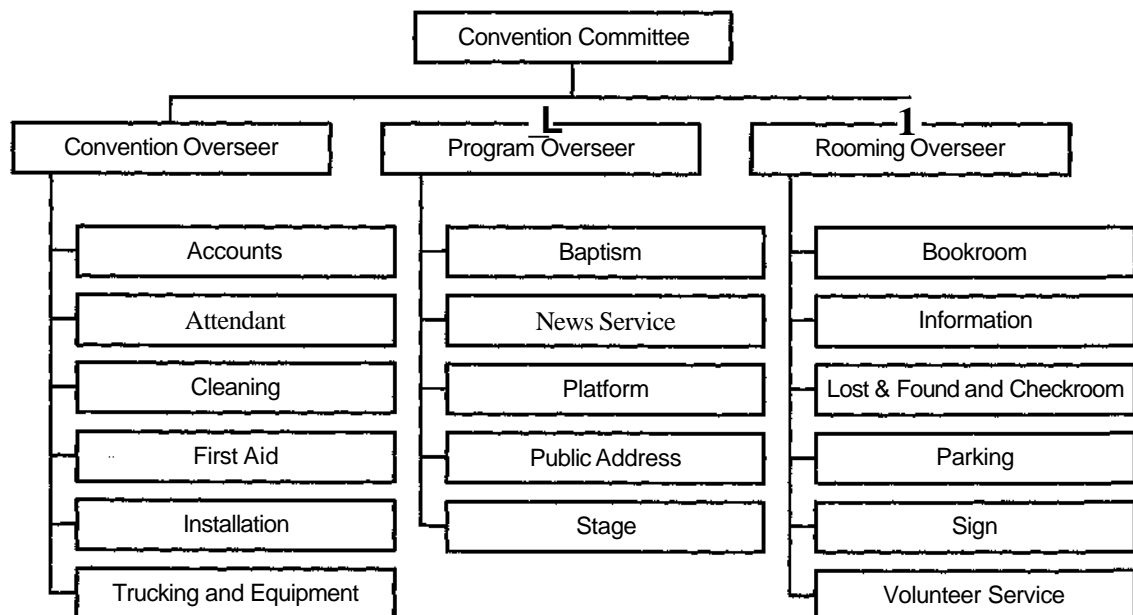 Convention Committee
Convention Overseer
Program Overseer
Rooming Overseer
Accounts
Attendant
Cleaning
First Aid
Installation
Trucking and Equipment
Baptism
News Service
Platform
Public Address
Stage
Bookroom
Information
Lost & Found and Checkroom
Parking
Sign
Volunteer Service